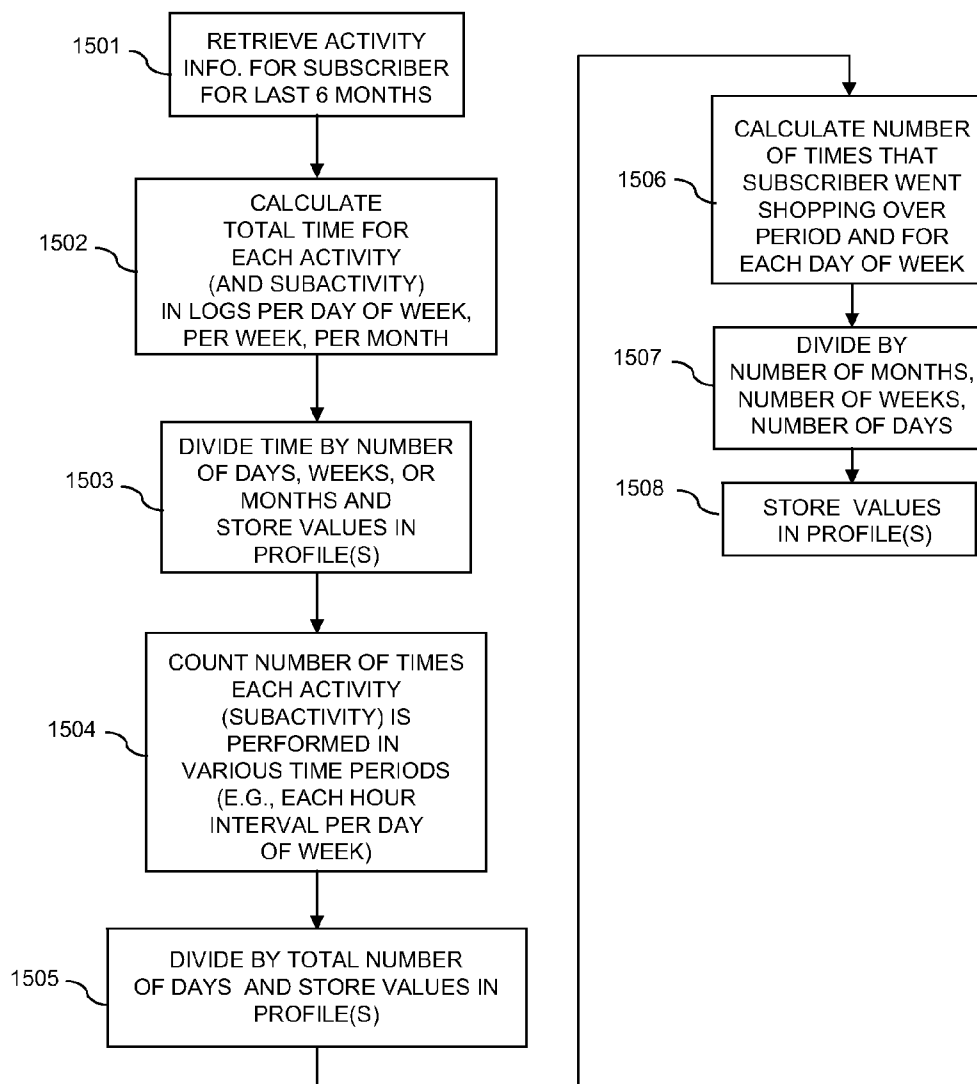 1501
RETRIEVE ACTIVITY
INFO. FOR SUBSCRIBER
FOR LAST 6 MONTHS
1502
CALCULATE
TOTAL TIME FOR
EACH ACTIVITY
(AND SUBACTIVITY)
IN LOGS PER DAY OF WEEK,
PER WEEK, PER MONTH
1503
DIVIDE TIME BY NUMBER
OF DAYS, WEEKS, OR
MONTHS AND
STORE VALUES IN
PROFILE(S)
1504
COUNT NUMBER OF TIMES
EACH ACTIVITY
(SUBACTIVITY) IS
PERFORMED IN
VARIOUS TIME PERIODS
(E.G., EACH HOUR
INTERVAL PER DAY
OF WEEK)
1505
DIVIDE BY TOTAL NUMBER
OF DAYS AND STORE VALUES IN
PROFILE(S)
1506
CALCULATE NUMBER
OF TIMES THAT
SUBSCRIBER WENT
SHOPPING OVER
PERIOD AND FOR
EACH DAY OF WEEK
1507
DIVIDE BY
NUMBER OF MONTHS,
NUMBER OF WEEKS,
NUMBER OF DAYS
1508
STORE VALUES
IN PROFILE(S)